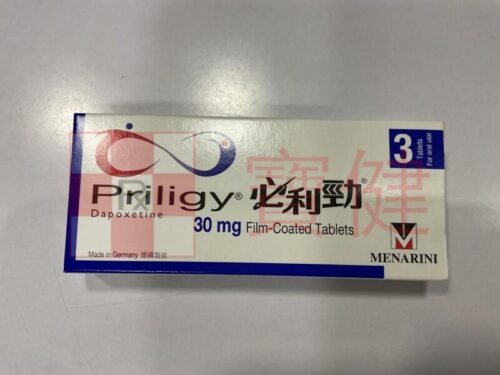 Priligy® 必利勁®
Dapoxetine
30 mg Film-Coated Tablets
Made in Germany 德國製造
3
Tablets
For oral use
MENARINI
寶健